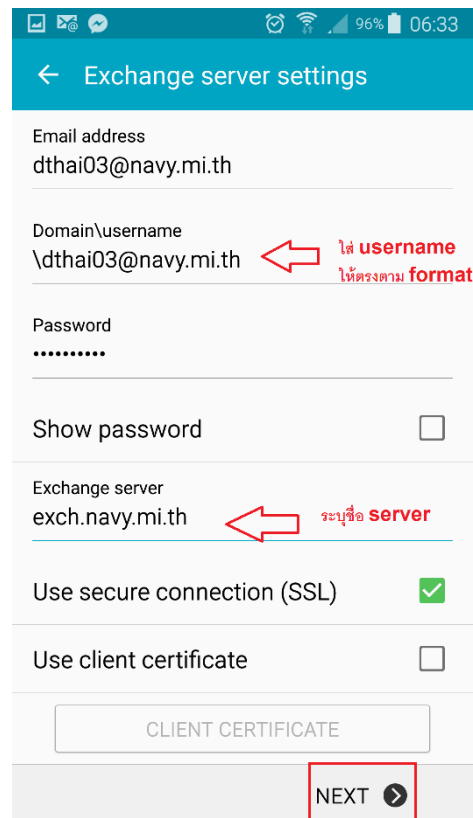 96% 06:33
Exchange server settings
Email address
dthai03@navy.mi.th
Domain\username
\dthai03@navy.mi.th
ใส่ username
ให้ตรงตาม format
Password
••••••••••
Show password
Exchange server
exch.navy.mi.th
ระบุชื่อ server
Use secure connection (SSL)
Use client certificate
CLIENT CERTIFICATE
NEXT